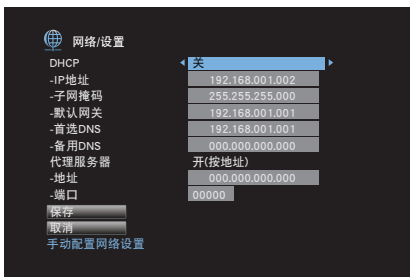 网络/设置
DHCP 关
-IP地址 192.168.001.002
-子网掩码 255.255.255.000
-默认网关 192.168.001.001
-首选DNS 192.168.001.001
-备用DNS 000.000.000.000
代理服务器 开(按地址)
-地址 000.000.000.000
-端口 00000
保存
取消
手动配置网络设置